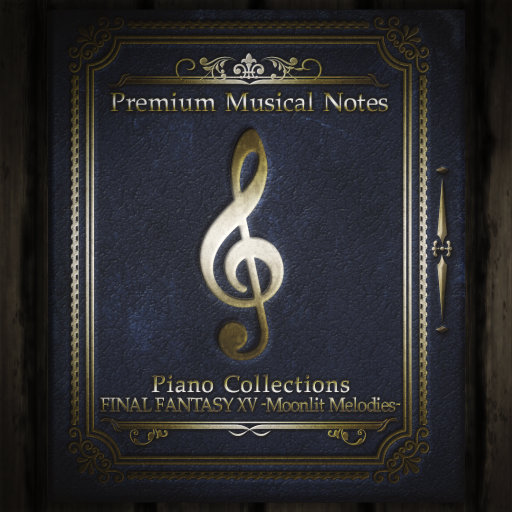 Premium Musical Notes
Piano Collections
FINAL FANTASY XV -Moonlit Melodies-